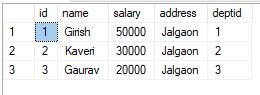 id name salary address deptid
1 1 Girish 50000 Jalgaon 1
2 2 Kaveri 30000 Jalgaon 2
3 3 Gaurav 20000 Jalgaon 3